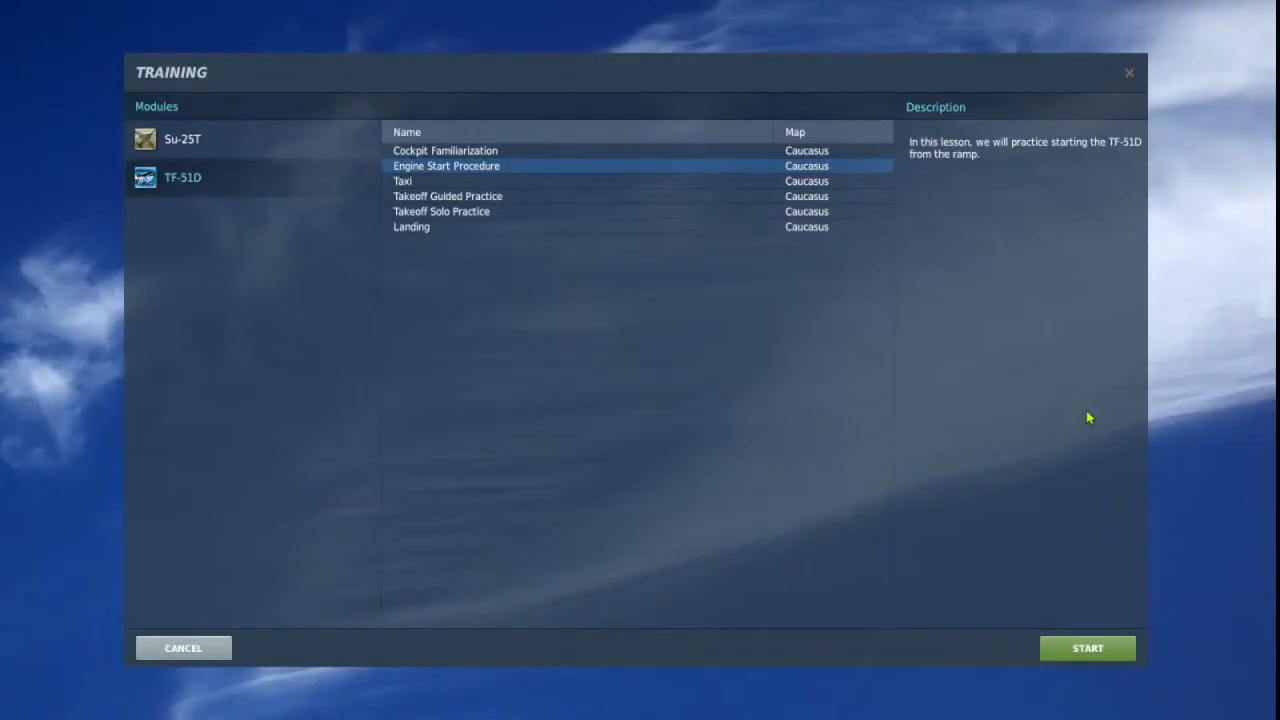 TRAINING
Modules
Description
Su-25T
TF-51D
Name Map
Cockpit Familiarization Caucasus
Engine Start Procedure Caucasus
Taxi Caucasus
Takeoff Guided Practice Caucasus
Takeoff Solo Practice Caucasus
Landing Caucasus
In this lesson, we will practice starting the TF-51D
from the ramp.
CANCEL
START